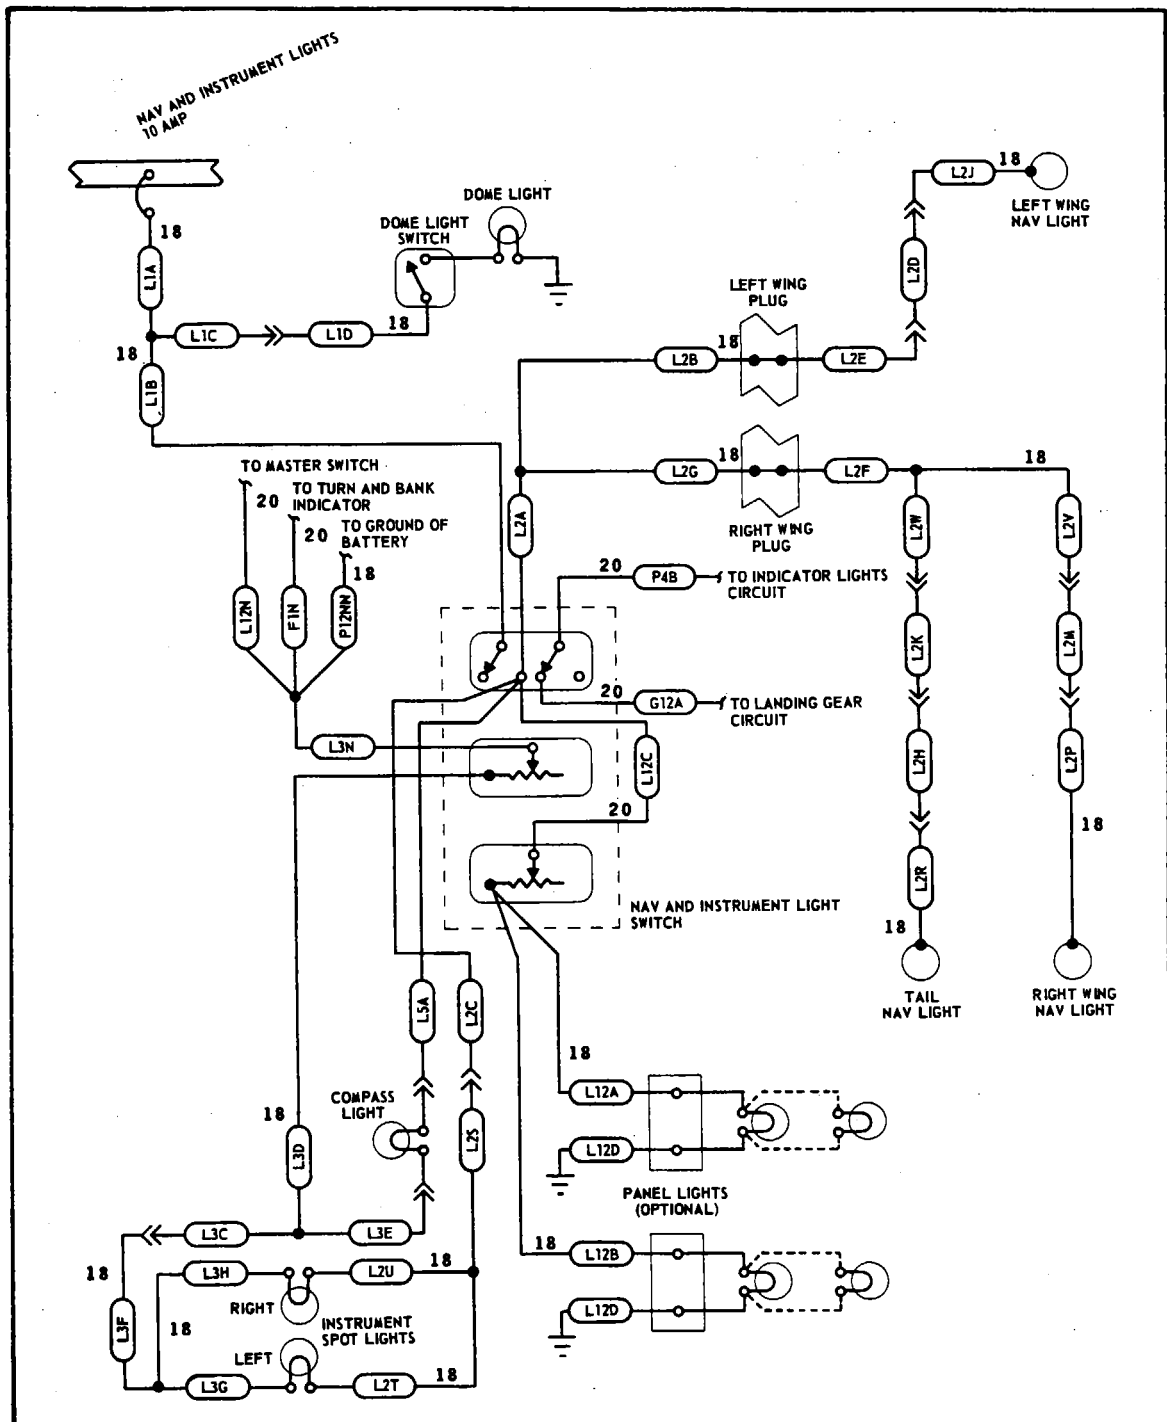 NAV AND INSTRUMENT LIGHTS
10 AMP
18
L1A
18
L1C
L1D
18
L1B
DOME LIGHT
SWITCH
DOME LIGHT
L2J
18
LEFT WING
NAV LIGHT
L2D
LEFT WING
PLUG
L2B
18
L2E
L2G
18
L2F
18
RIGHT WING
PLUG
L2A
L2W
L2V
TO MASTER SWITCH
20
TO TURN AND BANK
INDICATOR
20
TO GROUND OF
BATTERY
18
L12N
F1N
P12NN
20
P4B
TO INDICATOR LIGHTS
CIRCUIT
20
G12A
TO LANDING GEAR
CIRCUIT
L2K
L2M
L3N
L12C
20
L2H
L2P
18
L2R
18
NAV AND INSTRUMENT LIGHT
SWITCH
TAIL
NAV LIGHT
RIGHT WING
NAV LIGHT
L5A
L2C
18
COMPASS
LIGHT
18
L3D
L2S
L12A
L12D
PANEL LIGHTS
(OPTIONAL)
L3C
L3E
18
L3H
L2U
18
18
L12B
L12D
RIGHT
INSTRUMENT
SPOT LIGHTS
L3F
18
LEFT
L3G
L2T
18